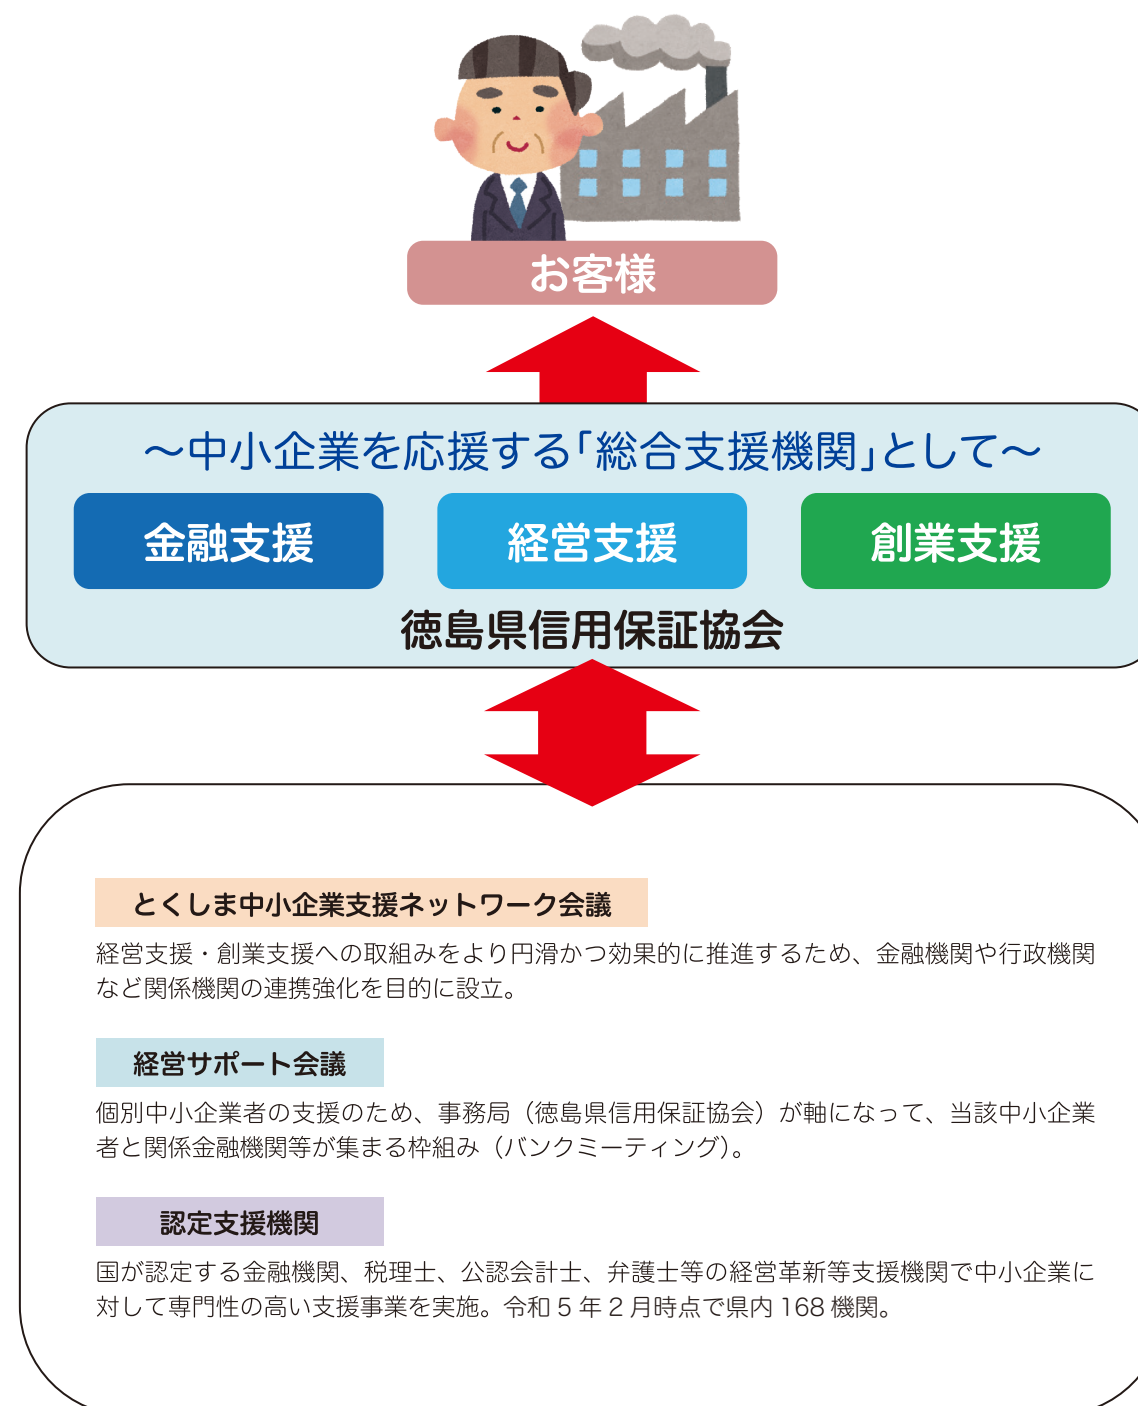 お客様
～中小企業を応援する「総合支援機関」として～
金融支援
経営支援
創業支援
徳島県信用保証協会
とくしま中小企業支援ネットワーク会議
経営支援・創業支援への取組みをより円滑かつ効果的に推進するため、金融機関や行政機関
など関係機関の連携強化を目的に設立。
経営サポート会議
個別中小企業者の支援のため、事務局（徳島県信用保証協会）が軸になって、当該中小企業
者と関係金融機関等が集まる枠組み（バンクミーティング）。
認定支援機関
国が認定する金融機関、税理士、公認会計士、弁護士等の経営革新等支援機関で中小企業に
対して専門性の高い支援事業を実施。令和 5 年 2 月時点で県内 168 機関。